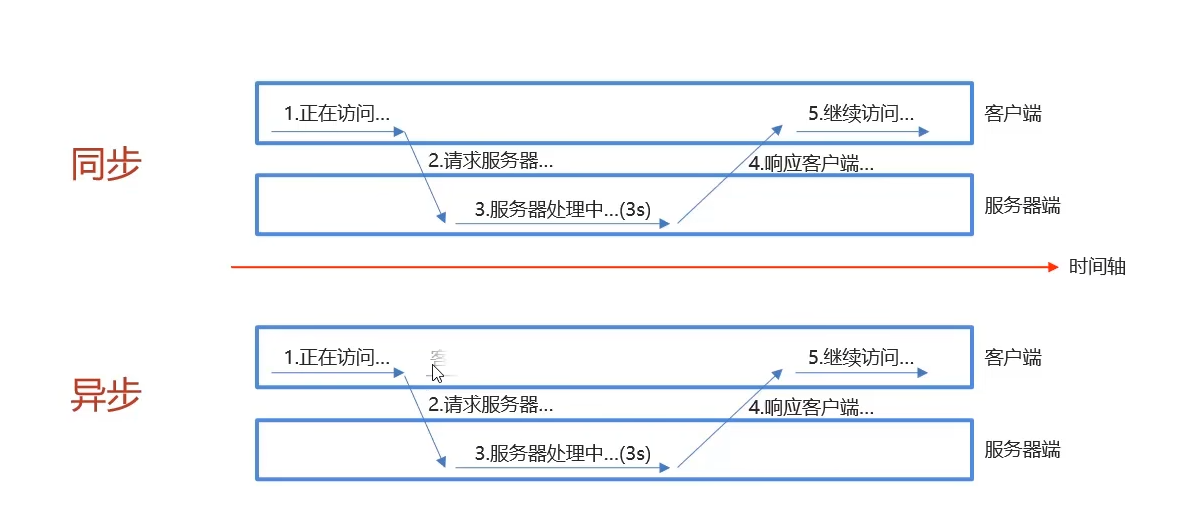 1.正在访问...
5.继续访问...
客户端
同步
2.请求服务器...
4.响应客户端...
3.服务器处理中...(3s)
服务器端
时间轴
1.正在访问...
5.继续访问...
客户端
异步
2.请求服务器...
4.响应客户端...
3.服务器处理中...(3s)
服务器端